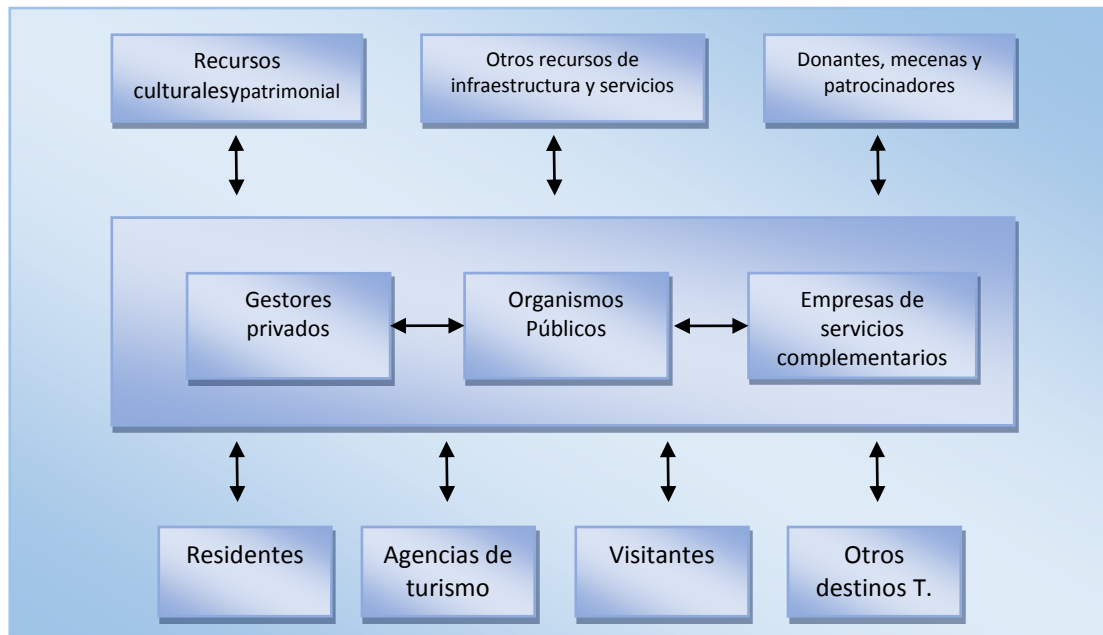 Recursos
culturalesypatrimonial
Otros recursos de
infraestructura y servicios
Donantes, mecenas y
patrocinadores
Gestores
privados
Organismos
Públicos
Empresas de
servicios
complementarios
Residentes
Agencias de
turismo
Visitantes
Otros
destinos T.